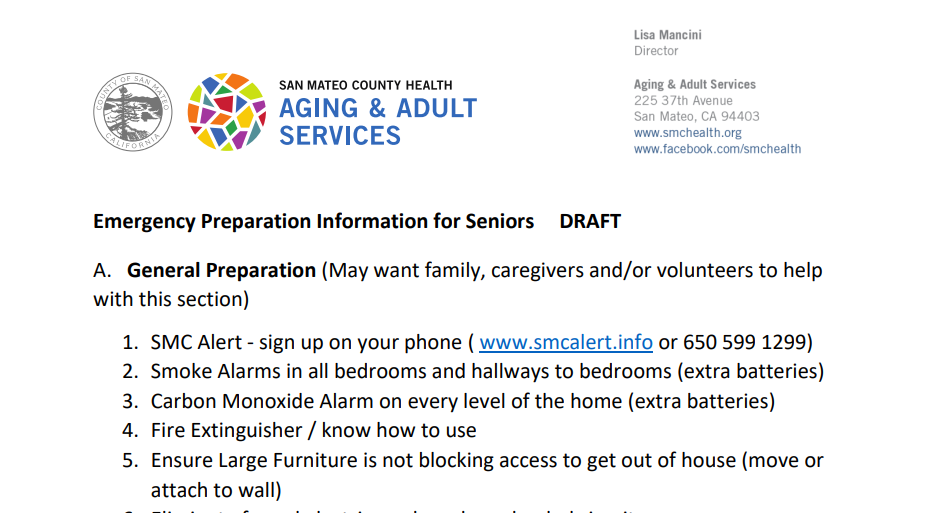 Lisa Mancini
Director
COUNTY OF SAN MATEO
CALIFORNIA
SAN MATEO COUNTY HEALTH
AGING & ADULT
SERVICES
Aging & Adult Services
225 37th Avenue
San Mateo, CA 94403
www.smchealth.org
www.facebook.com/smchealth
Emergency Preparation Information for Seniors DRAFT
A. General Preparation (May want family, caregivers and/or volunteers to help
with this section)
1. SMC Alert - sign up on your phone ( www.smcalert.info or 650 599 1299)
2. Smoke Alarms in all bedrooms and hallways to bedrooms (extra batteries)
3. Carbon Monoxide Alarm on every level of the home (extra batteries)
4. Fire Extinguisher / know how to use
5. Ensure Large Furniture is not blocking access to get out of house (move or
attach to wall)